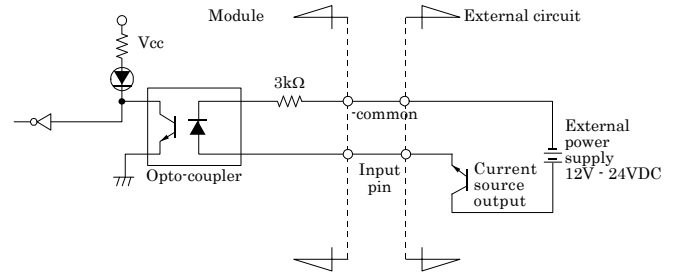 Module
External circuit
Vcc
3kΩ
-common
External
power
supply
12V - 24VDC
Opto-coupler
Input
pin
Current
source
output